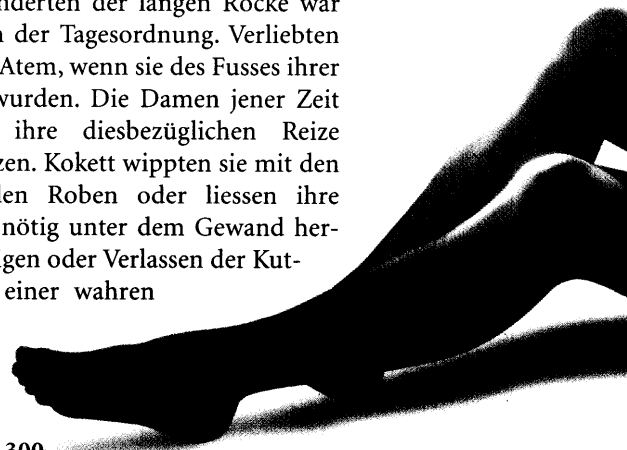 nderten der langen Röcke war
der Tagesordnung. Verliebten
Atem, wenn sie des Fusses ihrer
wurden. Die Damen jener Zeit
ihre diesbezüglichen Reize
zen. Kokett wippten sie mit den
len Roben oder liessen ihre
nötig unter dem Gewand her-
gen oder Verlassen der Kut-
einer wahren
300